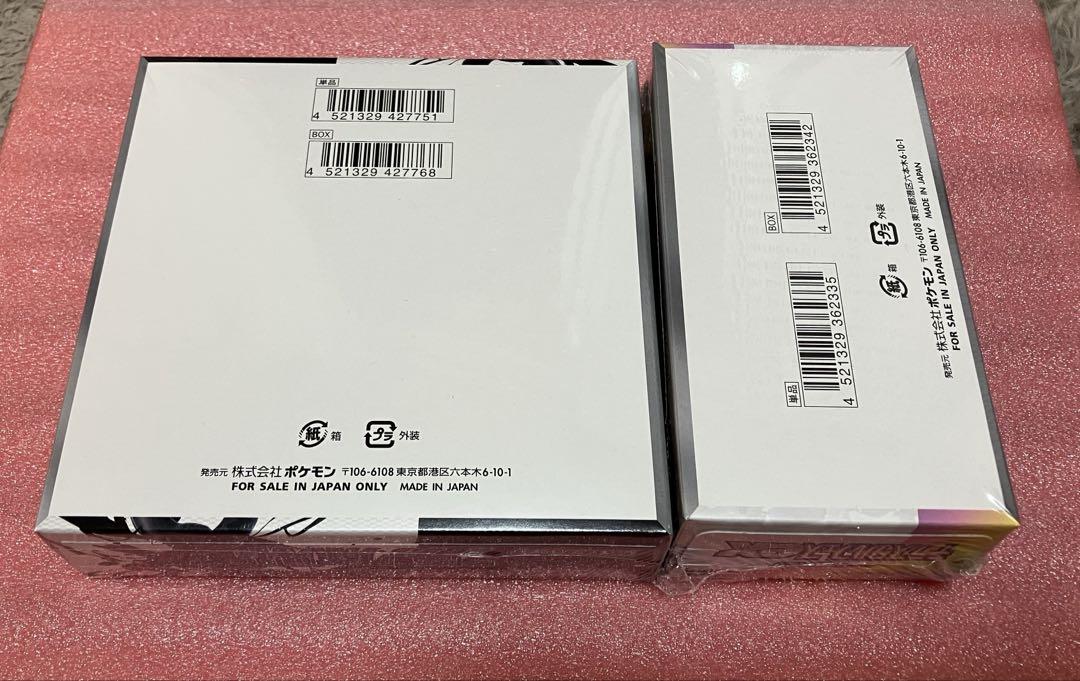 単品
4 521329 427751
BOX
4 521329 427768
紙 箱 プラ 外装
発売元 株式会社ポケモン 〒106-6108 東京都港区六本木6-10-1
FOR SALE IN JAPAN ONLY MADE IN JAPAN
単品
4 521329 362335
BOX
4 521329 362342
紙 箱 プラ 外装
発売元 株式会社ポケモン 〒106-6108 東京都港区六本木6-10-1
FOR SALE IN JAPAN ONLY MADE IN JAPAN